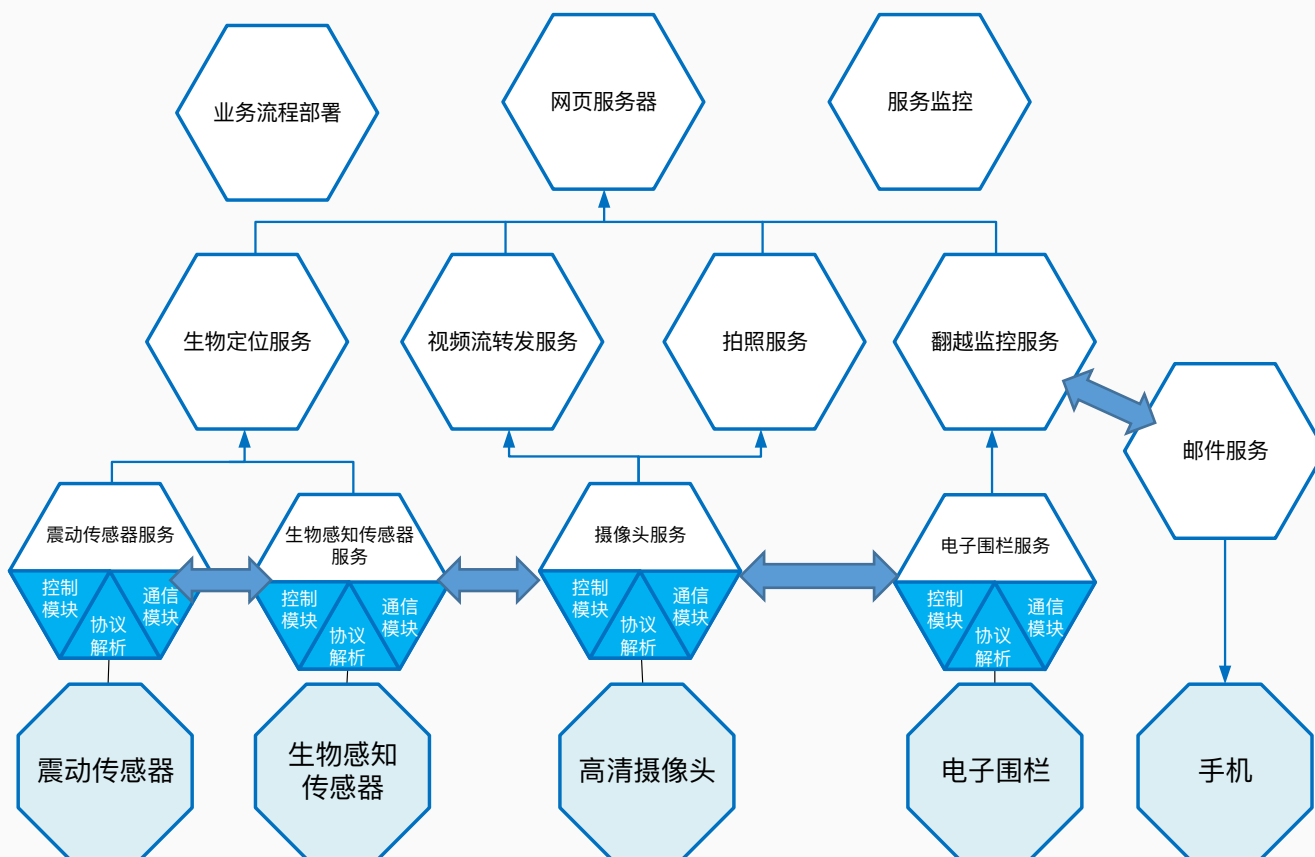 业务流程部署
网页服务器
服务监控
生物定位服务
视频流转发服务
拍照服务
翻越监控服务
邮件服务
震动传感器服务
控制
模块
协议
解析
通信
模块
生物感知传感器
服务
控制
模块
协议
解析
通信
模块
摄像头服务
控制
模块
协议
解析
通信
模块
电子围栏服务
控制
模块
协议
解析
通信
模块
震动传感器
生物感知
传感器
高清摄像头
电子围栏
手机